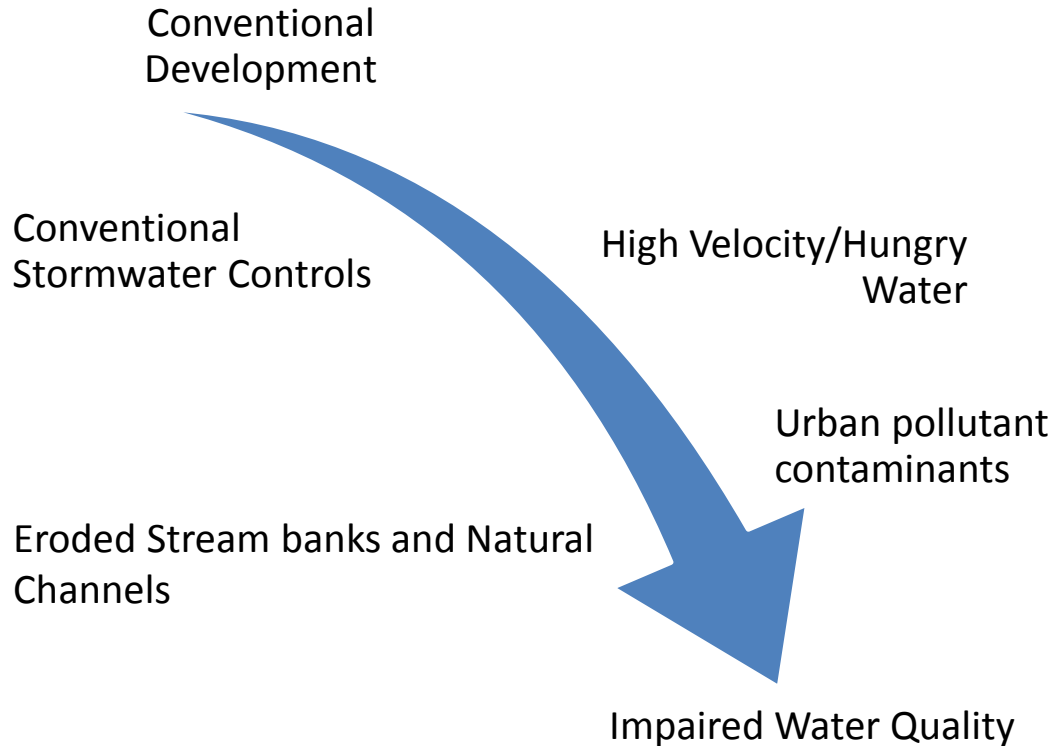 Conventional
Development
Conventional
Stormwater Controls
High Velocity/Hungry
Water
Urban pollutant
contaminants
Eroded Stream banks and Natural
Channels
Impaired Water Quality